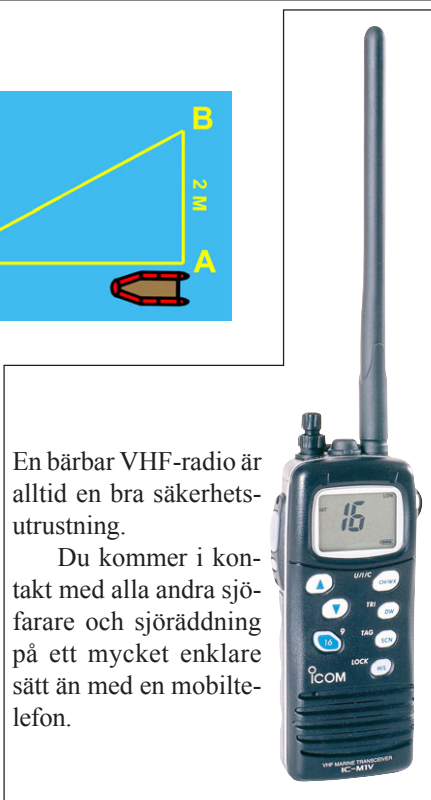 B
2 M
A
En bärbar VHF-radio är
alltid en bra säkerhets-
utrustning.
Du kommer i kon-
takt med alla andra sjö-
farare och sjöräddning
på ett mycket enklare
sätt än med en mobilte-
lefon.
LOW
INT
16
U/I/C
CH/WX
TRI
DW
9
16
TAG
SCN
LOCK
H/L
ICOM
VHF MARINE TRANSCEIVER
IC-M1V